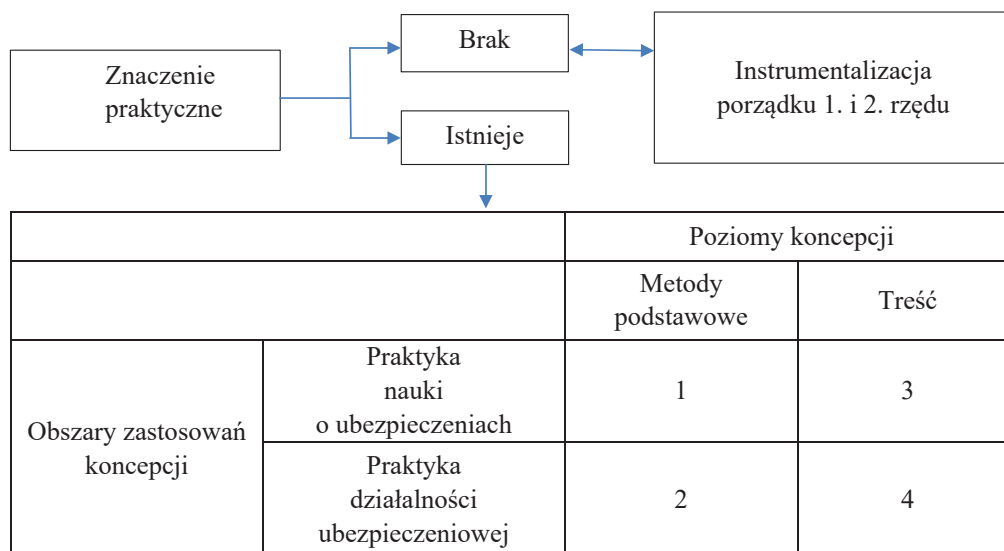 Znaczenie
praktyczne
Brak
Istnieje
Instrumentalizacja
porządku 1. i 2. rzędu
Poziomy koncepcji
Metody
podstawowe
Treść
Obszary zastosowań
koncepcji
Praktyka
nauki
o ubezpieczeniach
1
3
Praktyka
działalności
ubezpieczeniowej
2
4